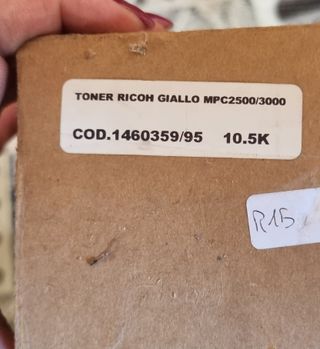 TONER RICOH GIALLO MPC2500/3000
COD.1460359/95 10.5K
R15